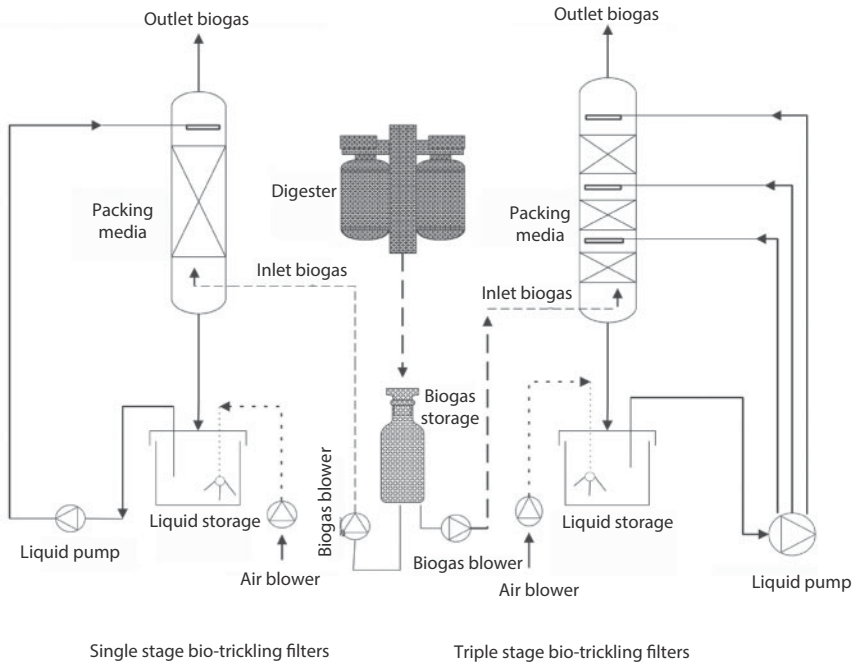 Outlet biogas
Outlet biogas
Digester
Packing
media
Packing
media
Inlet biogas
Inlet biogas
Biogas
storage
Biogas blower
Liquid storage
Liquid storage
Liquid pump
Biogas blower
Air blower
Air blower
Liquid pump
Single stage bio-trickling filters
Triple stage bio-trickling filters